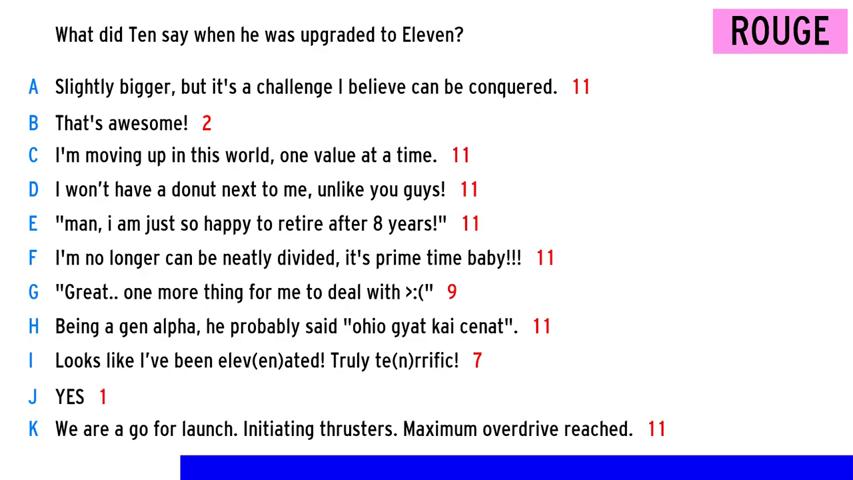 What did Ten say when he was upgraded to Eleven?
ROUGE
A Slightly bigger, but it's a challenge I believe can be conquered. 11
B That's awesome! 2
C I'm moving up in this world, one value at a time. 11
D I won’t have a donut next to me, unlike you guys! 11
E "man, i am just so happy to retire after 8 years!" 11
F I'm no longer can be neatly divided, it's prime time baby!!! 11
G "Great.. one more thing for me to deal with >:(" 9
H Being a gen alpha, he probably said "ohio gyat kai cenat". 11
I Looks like I’ve been elev(en)ated! Truly te(n)rrific! 7
J YES 1
K We are a go for launch. Initiating thrusters. Maximum overdrive reached. 11